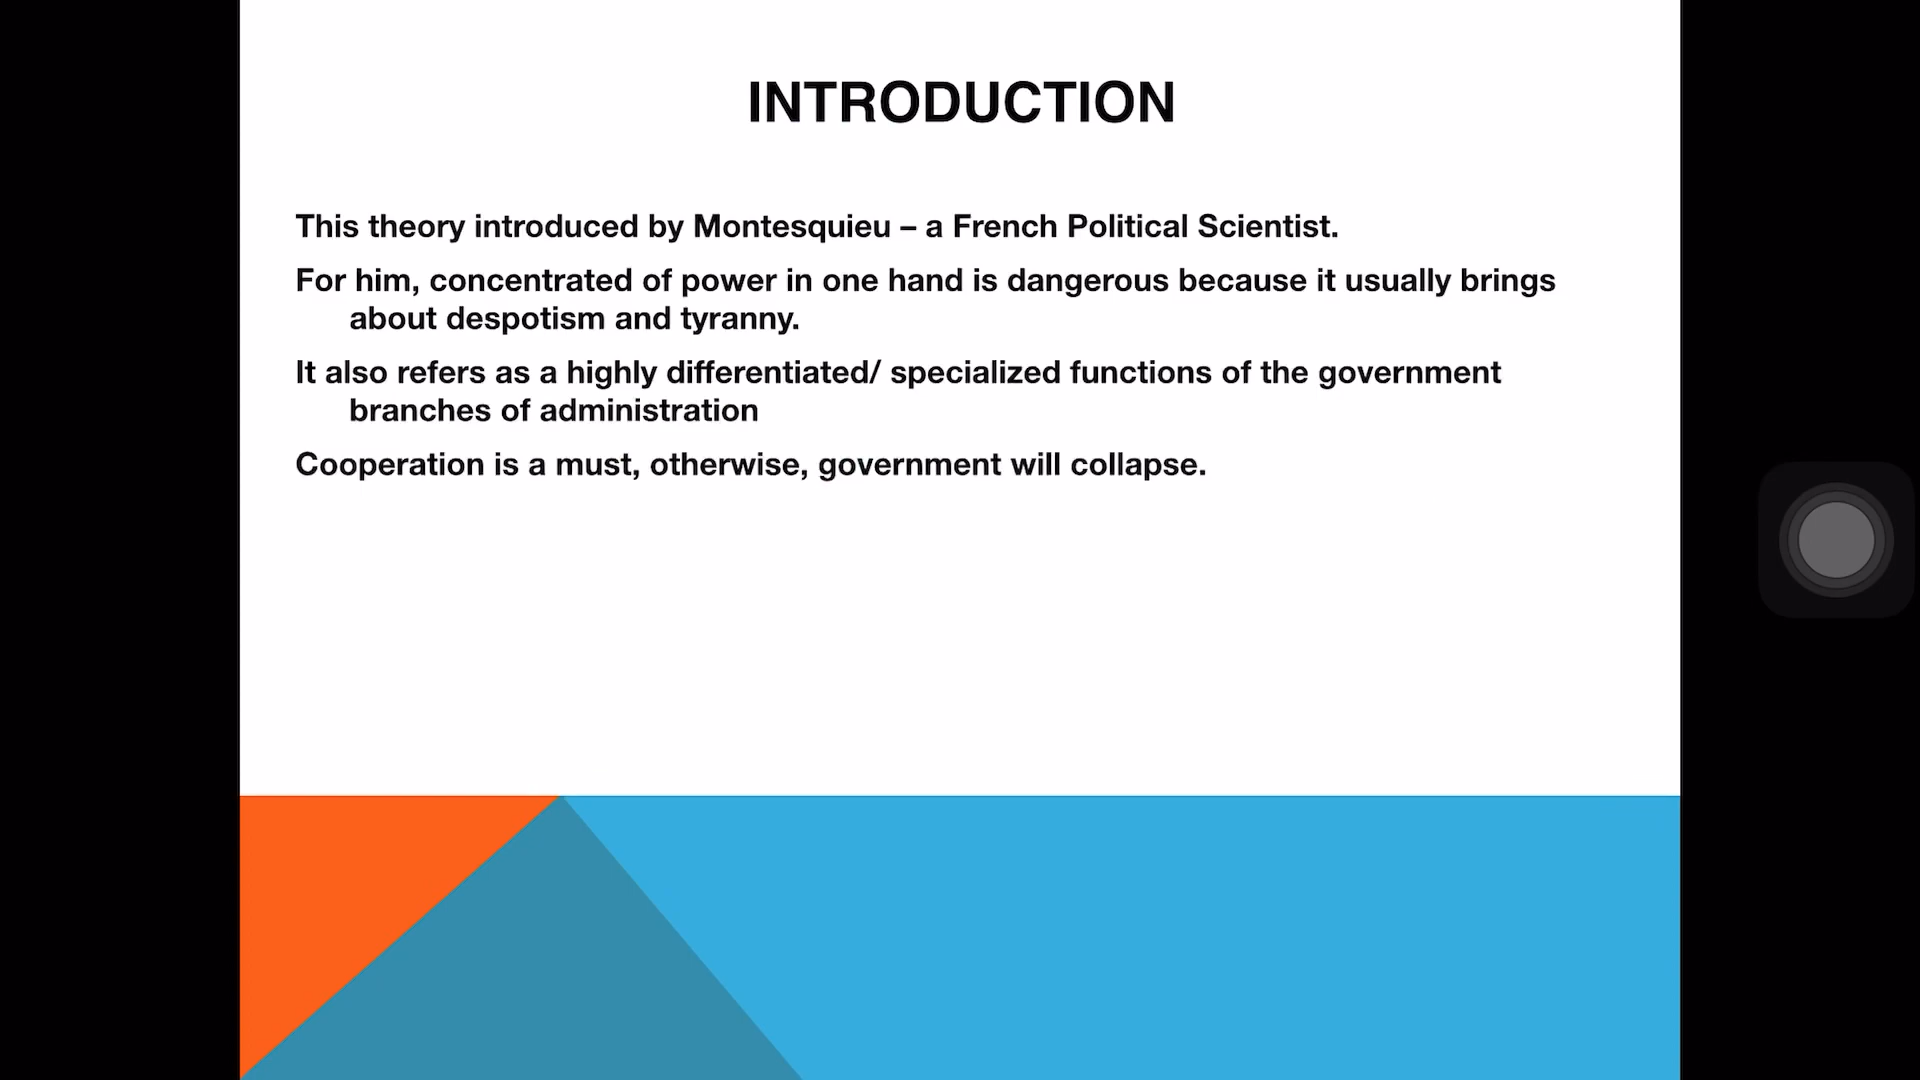 INTRODUCTION
This theory introduced by Montesquieu – a French Political Scientist.
For him, concentrated of power in one hand is dangerous because it usually brings
about despotism and tyranny.
It also refers as a highly differentiated/ specialized functions of the government
branches of administration
Cooperation is a must, otherwise, government will collapse.